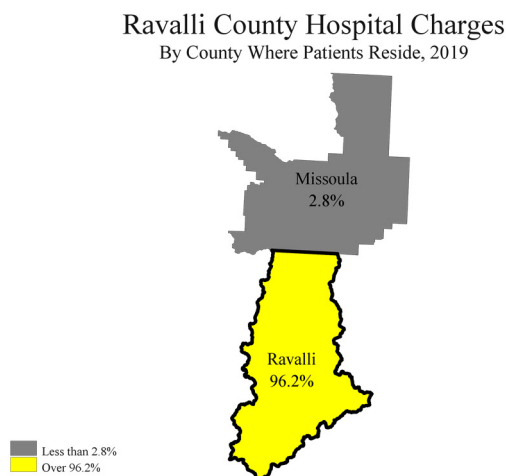 Ravalli County Hospital Charges
By County Where Patients Reside, 2019
Missoula
2.8%
Ravalli
96.2%
Less than 2.8%
Over 96.2%